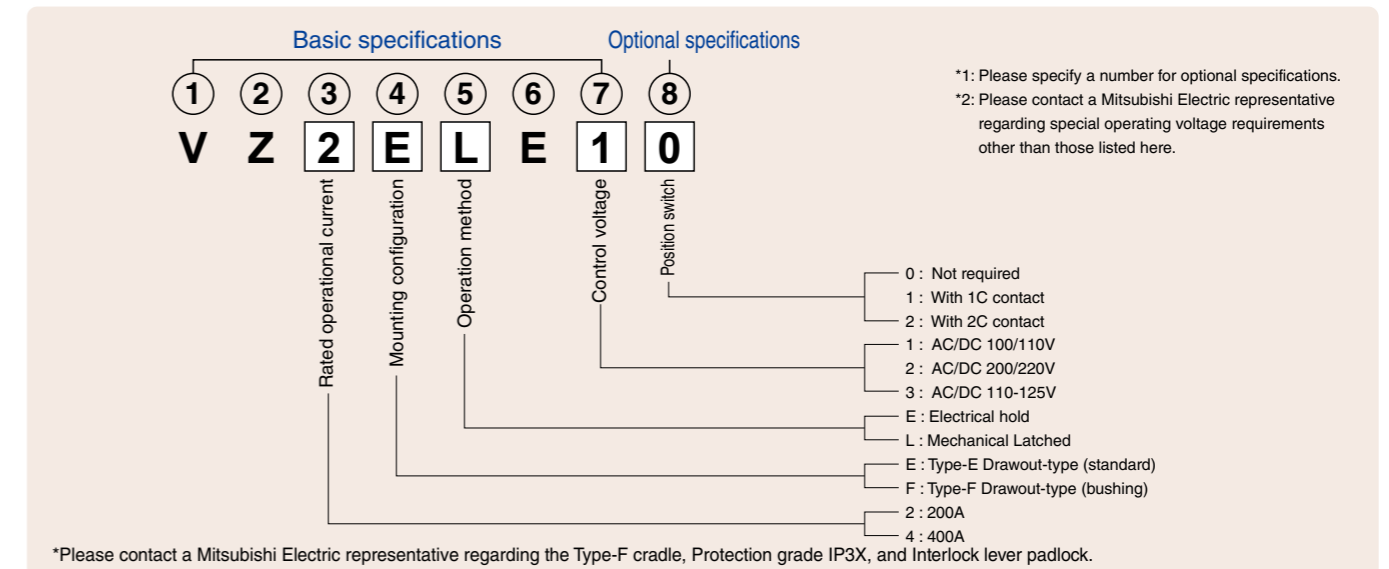 Basic specifications Optional specifications
① ② ③ ④ ⑤ ⑥ ⑦ ⑧
V Z 2 E L E 1 0
*1: Please specify a number for optional specifications.
*2: Please contact a Mitsubishi Electric representative
regarding special operating voltage requirements
other than those listed here.
Rated operational current
Mounting configuration
Operation method
Control voltage
Position switch
0 : Not required
1 : With 1C contact
2 : With 2C contact
1 : AC/DC 100/110V
2 : AC/DC 200/220V
3 : AC/DC 110-125V
E : Electrical hold
L : Mechanical Latched
E : Type-E Drawout-type (standard)
F : Type-F Drawout-type (bushing)
2 : 200A
4 : 400A
*Please contact a Mitsubishi Electric representative regarding the Type-F cradle, Protection grade IP3X, and Interlock lever padlock.